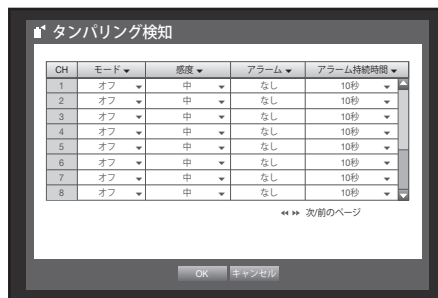 タンパリング検知
CH モード 感度 アラーム アラーム持続時間
1 オフ 中 なし 10秒
2 オフ 中 なし 10秒
3 オフ 中 なし 10秒
4 オフ 中 なし 10秒
5 オフ 中 なし 10秒
6 オフ 中 なし 10秒
7 オフ 中 なし 10秒
8 オフ 中 なし 10秒
次/前のページ
OK キャンセル